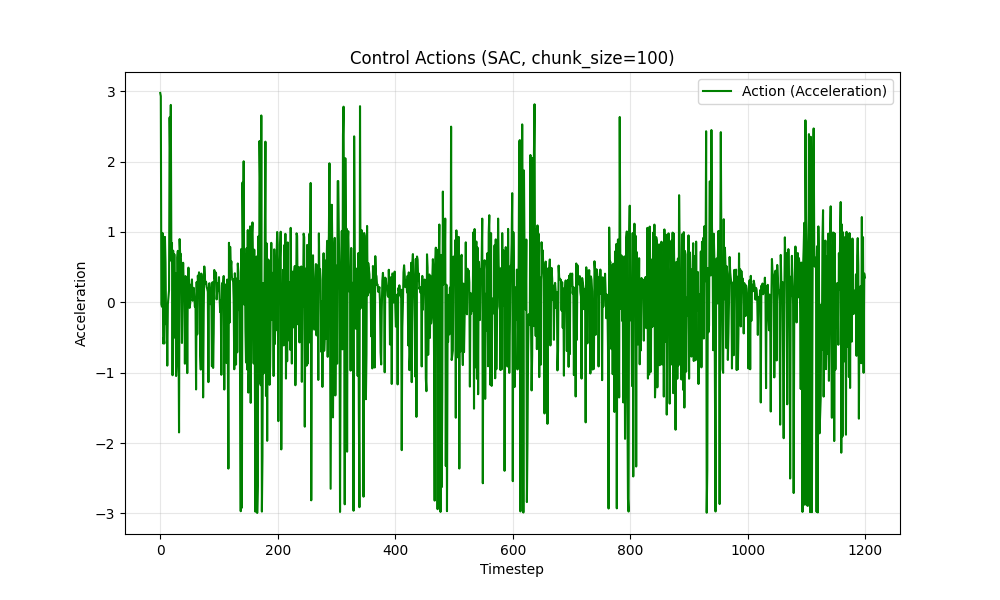 Control Actions (SAC, chunk_size=100)
Action (Acceleration)
Acceleration
3
2
1
0
−1
−2
−3
0 200 400 600 800 1000 1200
Timestep